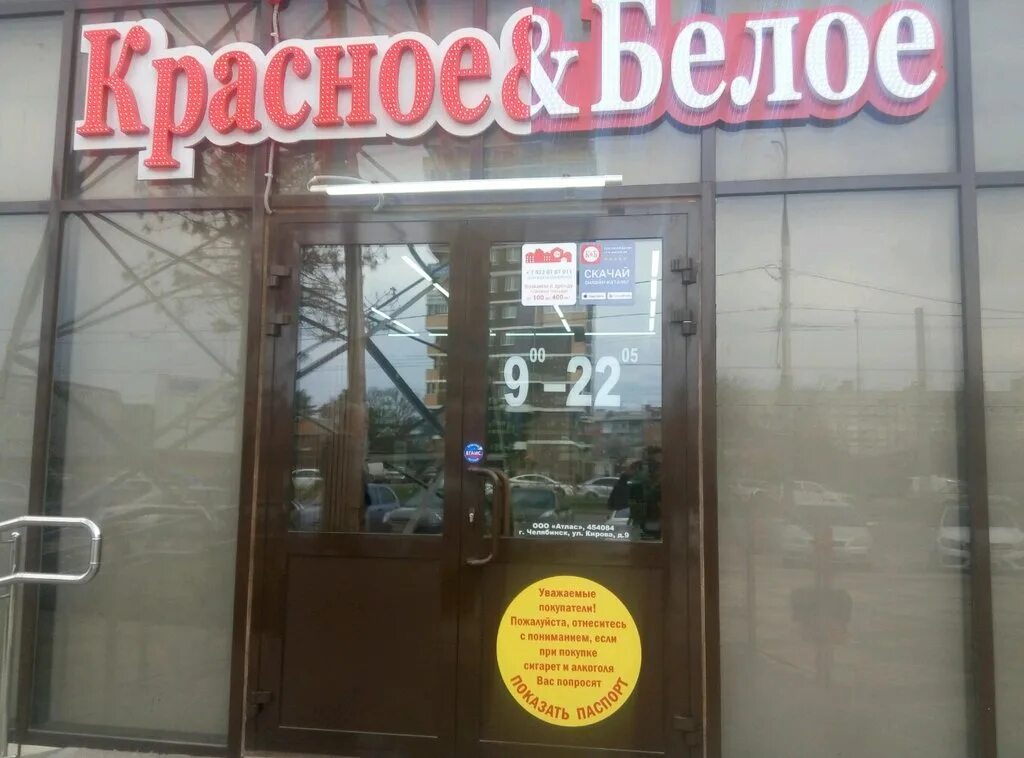 Красное&Белое
СКАЧАЙ
9 00 - 22 05
ООО «Атлас», 454084
г. Челябинск, ул. Кирова, д.9
Уважаемые
покупатели!
Пожалуйста, отнеситесь
с пониманием, если
при покупке
сигарет и алкоголя
Вас попросят
ПОКАЗАТЬ ПАСПОРТ